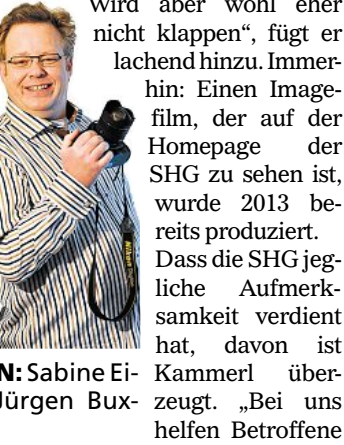 Wird aber wohl eher
nicht klappen“, fügt er
lachend hinzu. Immer-
hin: Einen Image-
film, der auf der
Homepage der
SHG zu sehen ist,
wurde 2013 be-
reits produziert.
Dass die SHG jeg-
liche Aufmerk-
samkeit verdient
hat, davon ist
Kammerl über-
zeugt. „Bei uns
helfen Betroffene
N: Sabine Ei-
Jürgen Bux-
Nikon